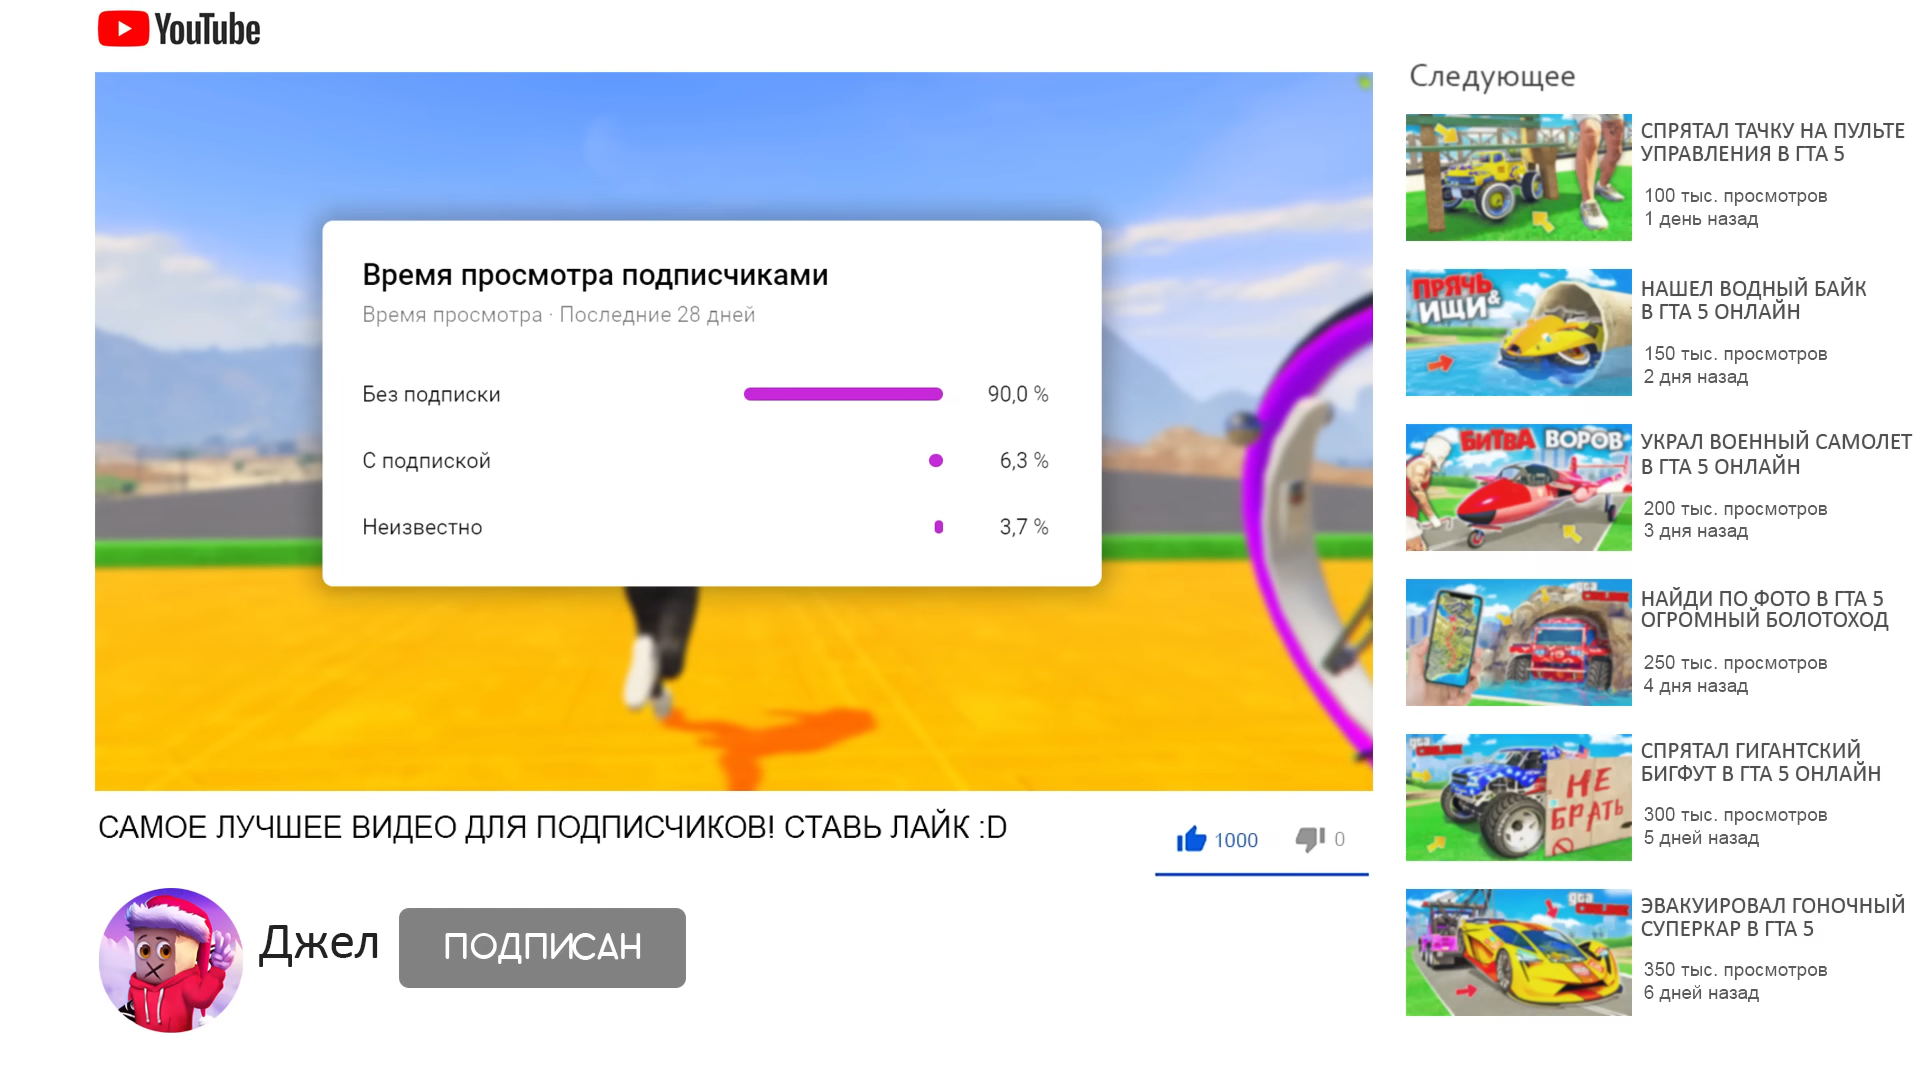 YouTube
Время просмотра подписчиками
Время просмотра · Последние 28 дней
Без подписки 90,0 %
С подпиской 6,3 %
Неизвестно 3,7 %
САМОЕ ЛУЧШЕЕ ВИДЕО ДЛЯ ПОДПИСЧИКОВ! СТАВЬ ЛАЙК :D
1000 0
Джел ПОДПИСАН
Следующее
СПРЯТАЛ ТАЧКУ НА ПУЛЬТЕ
УПРАВЛЕНИЯ В ГТА 5
100 тыс. просмотров
1 день назад
ПРЯЧЬ
&
ИЩИ
НАШЕЛ ВОДНЫЙ БАЙК
В ГТА 5 ОНЛАЙН
150 тыс. просмотров
2 дня назад
БИТВА ВОРОВ
УКРАЛ ВОЕННЫЙ САМОЛЕТ
В ГТА 5 ОНЛАЙН
200 тыс. просмотров
3 дня назад
НАЙДИ ПО ФОТО В ГТА 5
ОГРОМНЫЙ БОЛОТОХОД
250 тыс. просмотров
4 дня назад
НЕ
БРАТЬ
СПРЯТАЛ ГИГАНТСКИЙ
БИГФУТ В ГТА 5 ОНЛАЙН
300 тыс. просмотров
5 дней назад
ЭВАКУИРОВАЛ ГОНОЧНЫЙ
СУПЕРКАР В ГТА 5
350 тыс. просмотров
6 дней назад